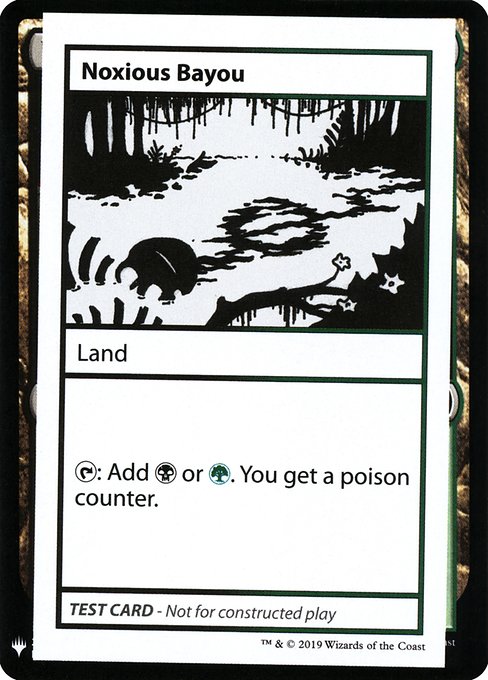 Noxious Bayou
Land
: Add or . You get a poison
counter.
TEST CARD - Not for constructed play
™ & © 2019 Wizards of the Coast